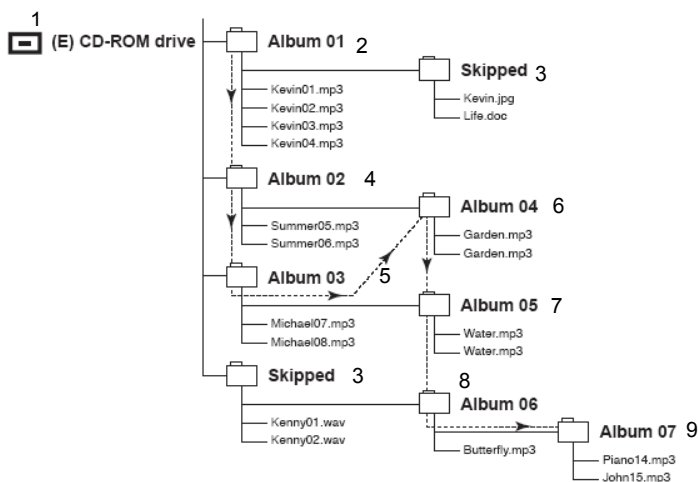 1
(E) CD-ROM drive
Album 01 2
Skipped 3
Kevin01.mp3
Kevin02.mp3
Kevin03.mp3
Kevin04.mp3
Kevin.jpg
Life.doc
Album 02 4
Album 04 6
Summer05.mp3
Summer06.mp3
Garden.mp3
Garden.mp3
5
Album 03
Album 05 7
Michael07.mp3
Michael08.mp3
Water.mp3
Water.mp3
Skipped 3
8
Album 06
Kenny01.wav
Kenny02.wav
Butterfly.mp3
Album 07 9
Piano14.mp3
John15.mp3